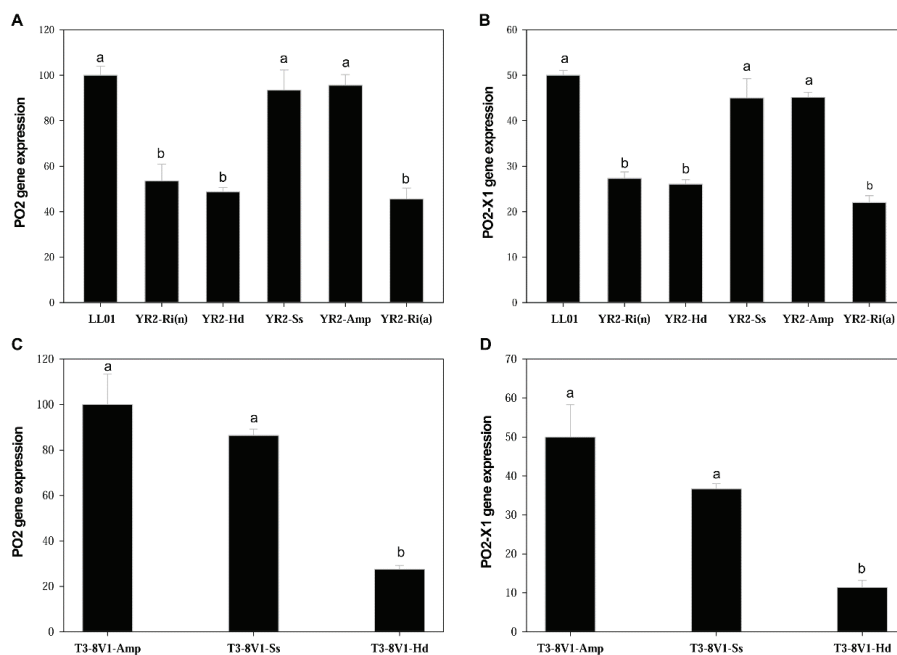 A
PO2 gene expression
120
100
80
60
40
20
0
a
b
b
a
a
b
LL01 YR2-Ri(n) YR2-Hd YR2-Ss YR2-Amp YR2-Ri(a)
B
PO2-X1 gene expression
60
50
40
30
20
10
0
a
b
b
a
a
b
LL01 YR2-Ri(n) YR2-Hd YR2-Ss YR2-Amp YR2-Ri(a)
C
PO2 gene expression
120
100
80
60
40
20
0
a
a
b
T3-8V1-Amp T3-8V1-Ss T3-8V1-Hd
D
PO2-X1 gene expression
70
60
50
40
30
20
10
0
a
a
b
T3-8V1-Amp T3-8V1-Ss T3-8V1-Hd